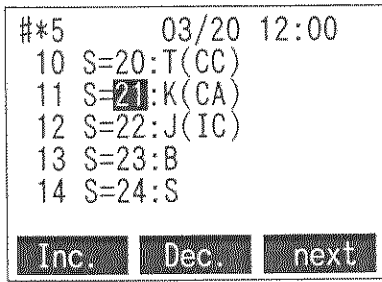 #*5 03/20 12:00
10 S=20:T(CC)
11 S=21:K(CA)
12 S=22:J(IC)
13 S=23:B
14 S=24:S
Inc. Dec. next